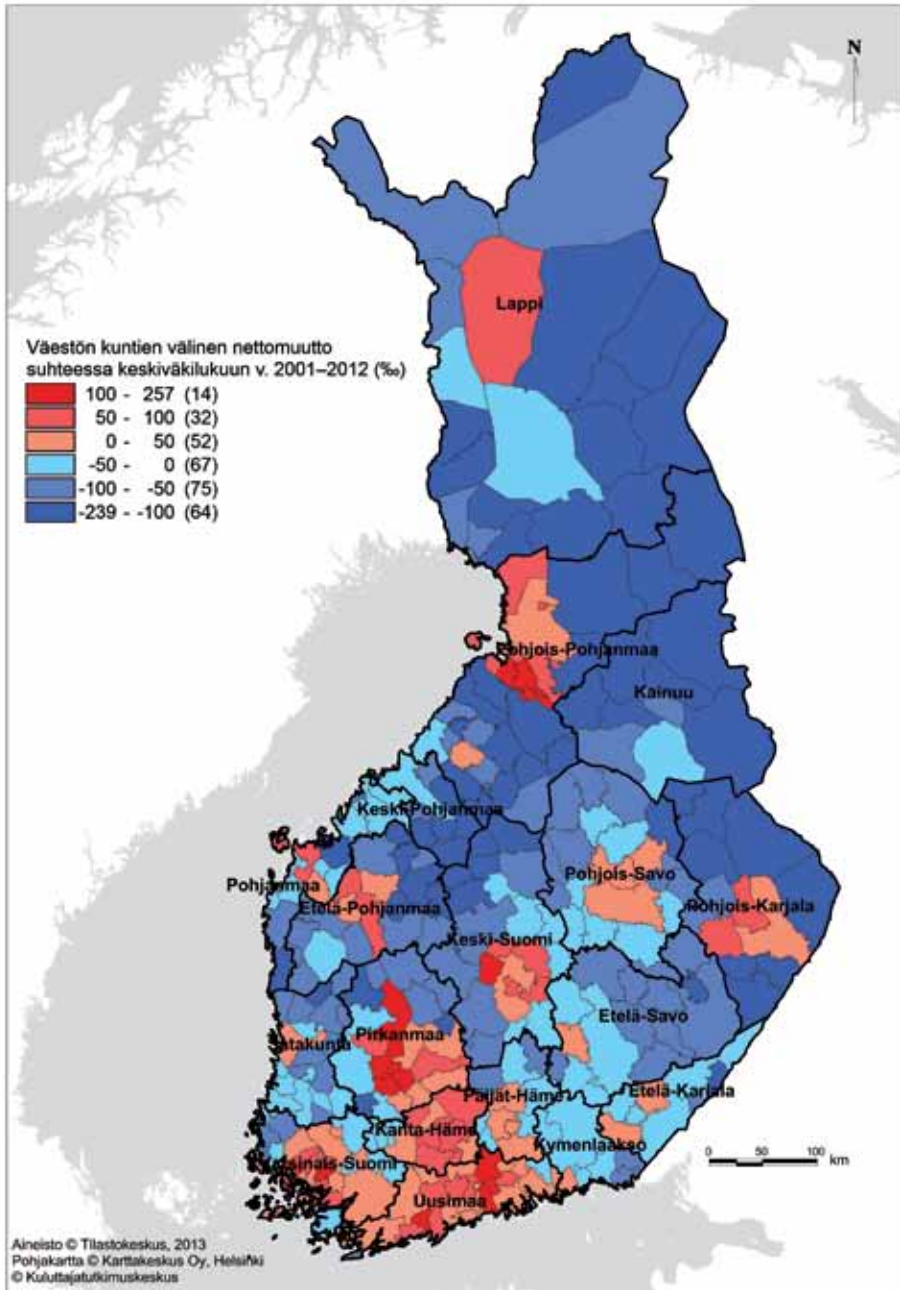 N
Lappi
Väestön kuntien välinen nettomuutto
suhteessa keskiväkilukuun v. 2001–2012 (‰)
100 - 257 (14)
50 - 100 (32)
0 - 50 (52)
-50 - 0 (67)
-100 - -50 (75)
-239 - -100 (64)
Pohjois-Pohjanmaa
Kainuu
Keski-Pohjanmaa
Pohjanmaa
Etelä-Pohjanmaa
Pohjois-Savo
Pohjois-Karjala
Keski-Suomi
Etelä-Savo
Satakunta
Pirkanmaa
Päijät-Häme
Etelä-Karjala
Kanta-Häme
Kymenlaakso
Varsinais-Suomi
Uusimaa
0 50 100
km
Aineisto © Tilastokeskus, 2013
Pohjakartta © Karttakeskus Oy, Helsinki
© Kuluttajatutkimuskeskus